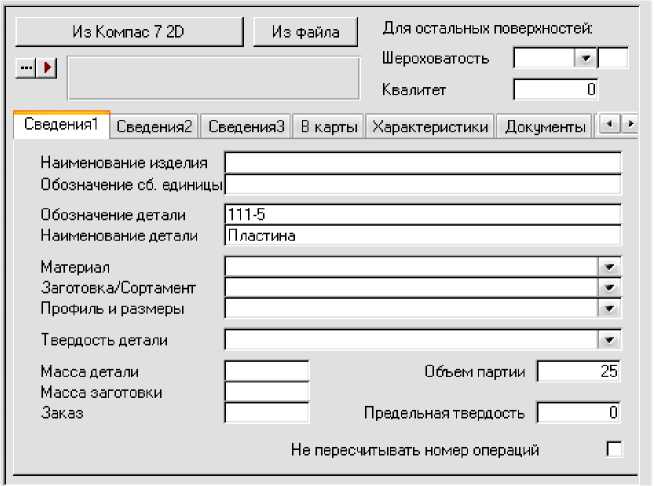 Из Компас 7 2D Из файла Для остальных поверхностей:
Шероховатость
...
Квалитет 0
Сведения1 Сведения2 Сведения3 В карты Характеристики Документы
Наименование изделия
Обозначение сб. единицы
Обозначение детали 111-5
Наименование детали Пластина
Материал
Заготовка/Сортамент
Профиль и размеры
Твердость детали
Масса детали Объем партии 25
Масса заготовки
Заказ Предельная твердость 0
Не пересчитывать номер операций